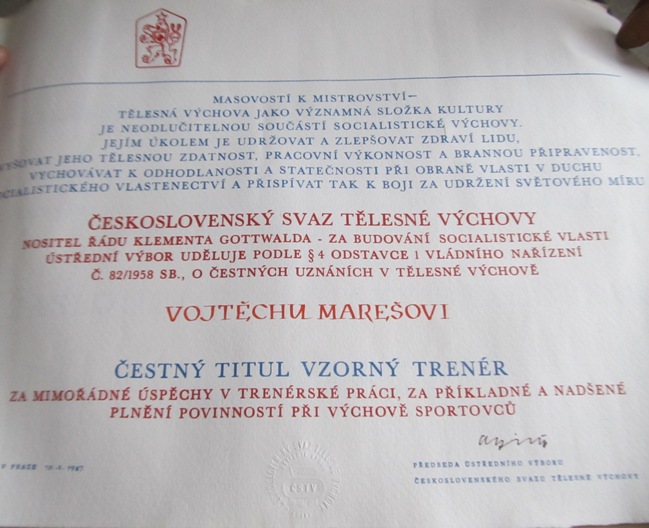 MASOVOSTÍ K MISTROVSTVÍ—
TĚLESNÁ VÝCHOVA JAKO VÝZNAMNÁ SLOŽKA KULTURY
JE NEODLUČITELNOU SOUČÁSTÍ SOCIALISTICKÉ VÝCHOVY.
JEJÍM ÚKOLEM JE UDRŽOVAT A ZLEPŠOVAT ZDRAVÍ LIDU,
VYŠOVAT JEHO TĚLESNOU ZDATNOST, PRACOVNÍ VÝKONNOST A BRANNOU PŘIPRAVENOST,
VYCHOVÁVAT K ODHODLANOSTI A STATEČNOSTI PŘI OBRANĚ VLASTI V DUCHU
OCIALISTICKÉHO VLASTENECTVÍ A PŘISPÍVAT TAK K BOJI ZA UDRŽENÍ SVĚTOVÉHO MÍRU
ČESKOSLOVENSKÝ SVAZ TĚLESNÉ VÝCHOVY
NOSITEL ŘÁDU KLEMENTA GOTTWALDA - ZA BUDOVÁNÍ SOCIALISTICKÉ VLASTI
ÚSTŘEDNÍ VÝBOR UDĚLUJE PODLE § 4 ODSTAVCE 1 VLÁDNÍHO NAŘÍZENÍ
Č. 82/1958 SB., O ČESTNÝCH UZNÁNÍCH V TĚLESNÉ VÝCHOVĚ
VOJTĚCHU MAREŠOVI
ČESTNÝ TITUL VZORNÝ TRENÉR
ZA MIMOŘÁDNÉ ÚSPĚCHY V TRENÉRSKÉ PRÁCI, ZA PŘÍKLADNÉ A NADŠENÉ
PLNĚNÍ POVINNOSTÍ PŘI VÝCHOVĚ SPORTOVCŮ
V PRAZE
PŘEDSEDA ÚSTŘEDNÍHO VÝBORU
ČESKOSLOVENSKÉHO SVAZU TĚLESNÉ VÝCHOVY
ČSTV